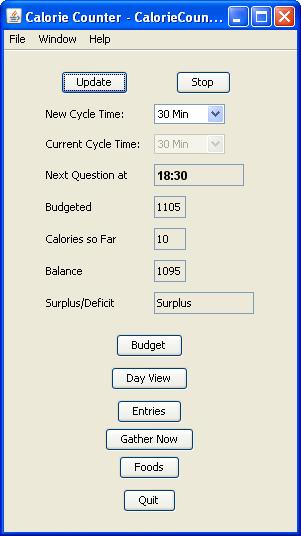 Calorie Counter - CalorieCoun...
File Window Help
Update Stop
New Cycle Time: 30 Min
Current Cycle Time: 30 Min
Next Question at 18:30
Budgeted 1105
Calories so Far 10
Balance 1095
Surplus/Deficit Surplus
Budget
Day View
Entries
Gather Now
Foods
Quit